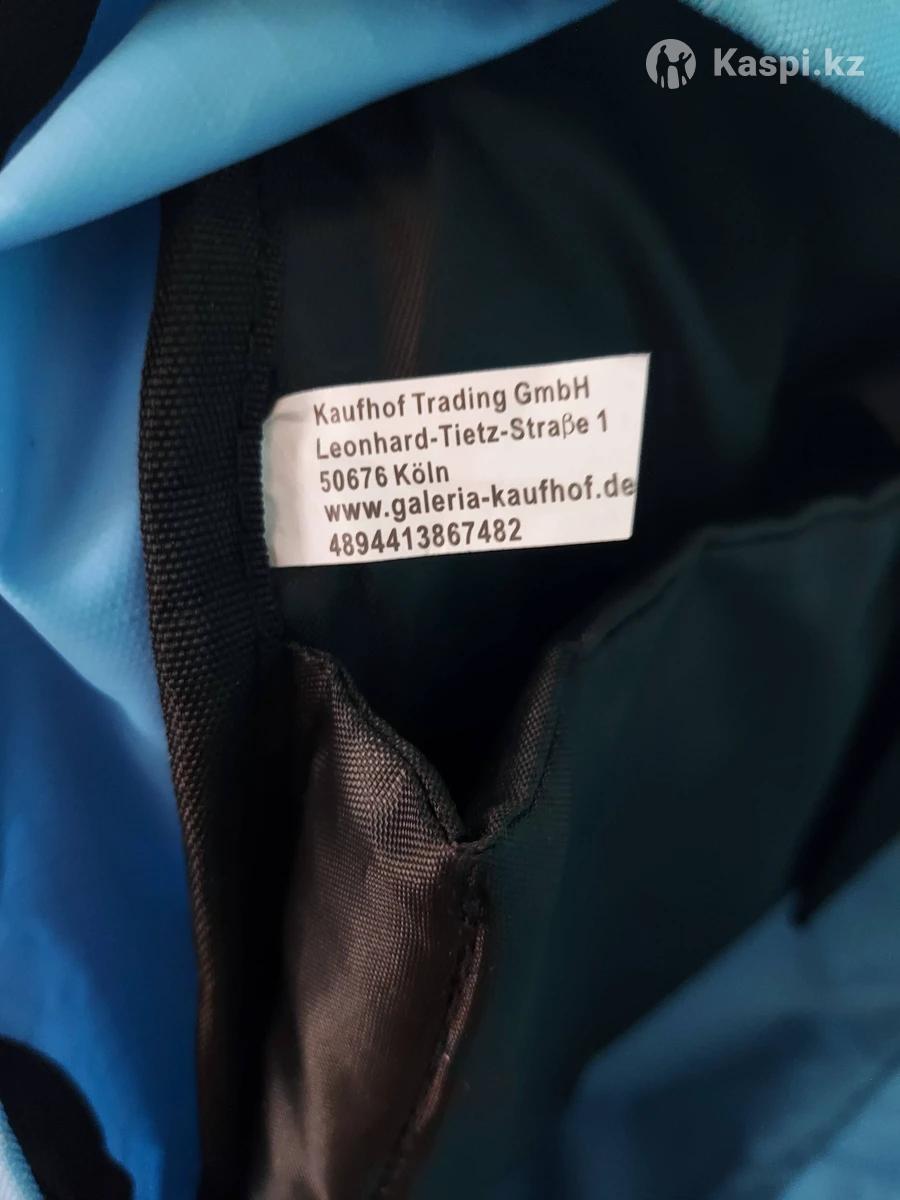 Kaspi.kz
Kaufhof Trading GmbH
Leonhard-Tietz-Straße 1
50676 Köln
www.galeria-kaufhof.de
4894413867482